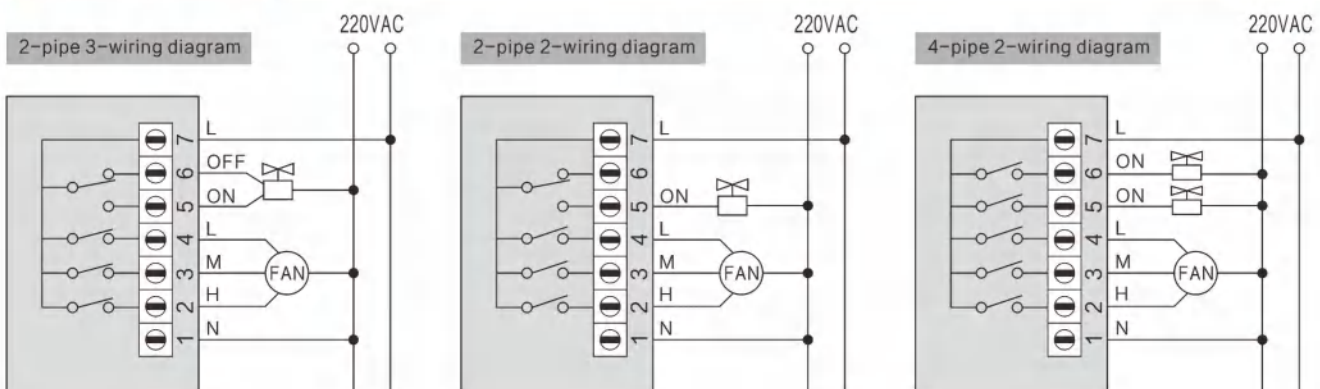 220VAC
2-pipe 3-wiring diagram
7
L
6
OFF
5
ON
4
L
3
M
FAN
2
H
1
N
220VAC
2-pipe 2-wiring diagram
7
L
6
5
ON
4
L
3
M
FAN
2
H
1
N
220VAC
4-pipe 2-wiring diagram
7
L
6
ON
5
ON
4
L
3
M
FAN
2
H
1
N